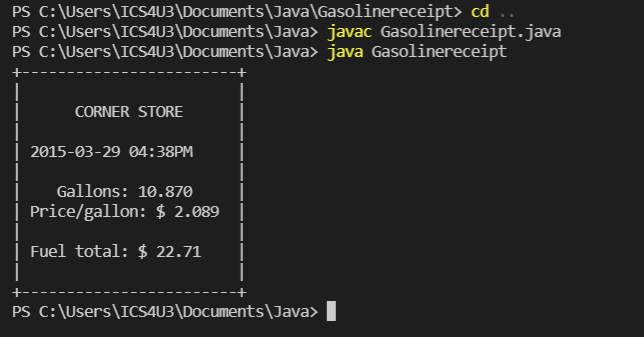 PS C:\Users\ICS4U3\Documents\Java\Gasolinereceipt> cd ..
PS C:\Users\ICS4U3\Documents\Java> javac Gasolinereceipt.java
PS C:\Users\ICS4U3\Documents\Java> java Gasolinereceipt
+------------------------+
|                        |
|      CORNER STORE      |
|                        |
| 2015-03-29 04:38PM     |
|                        |
|    Gallons: 10.870     |
| Price/gallon: $ 2.089  |
|                        |
| Fuel total: $ 22.71    |
|                        |
+------------------------+
PS C:\Users\ICS4U3\Documents\Java>